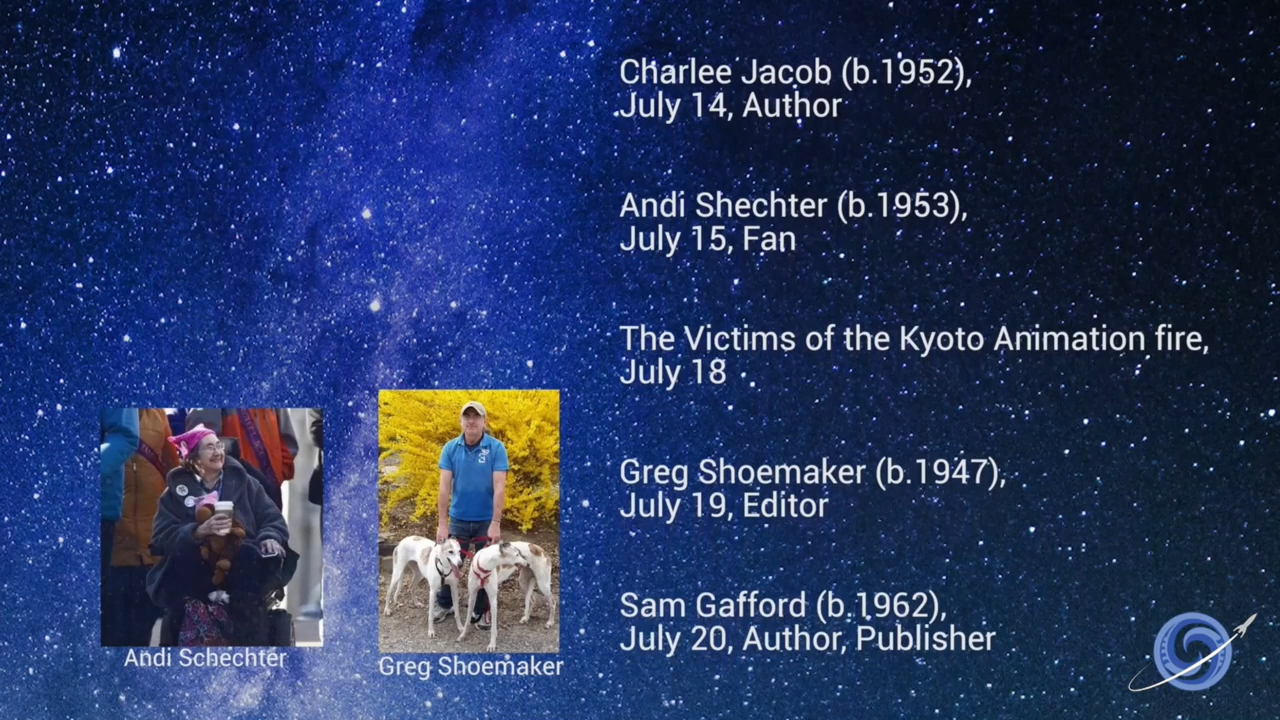 Charlee Jacob (b.1952),
July 14, Author
Andi Shechter (b.1953),
July 15, Fan
The Victims of the Kyoto Animation fire,
July 18
Greg Shoemaker (b.1947),
July 19, Editor
Sam Gafford (b.1962),
July 20, Author, Publisher
Andi Schechter
Greg Shoemaker